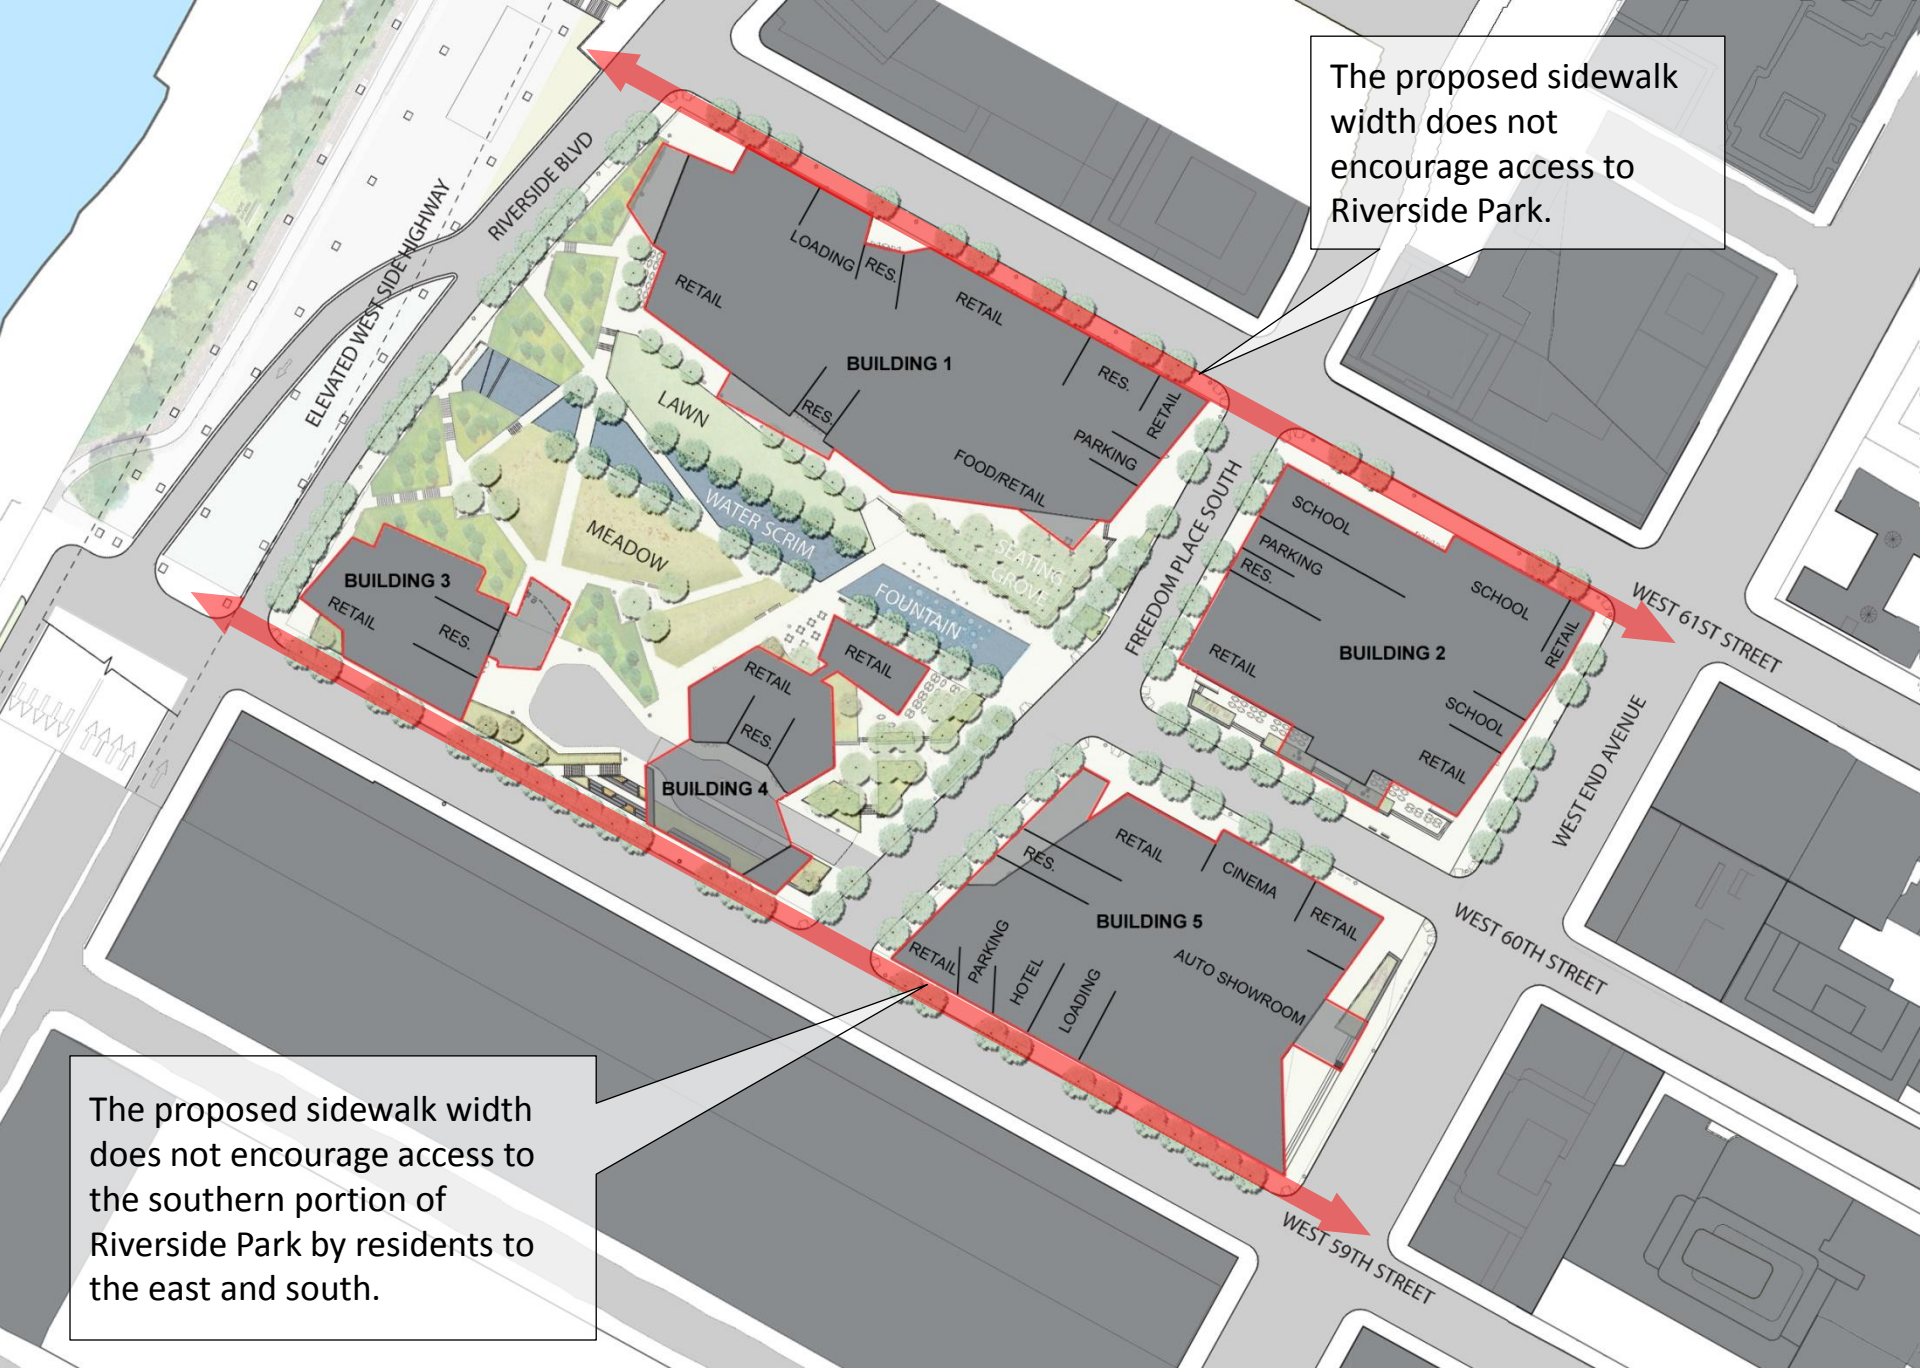 The proposed sidewalk
width does not
encourage access to
Riverside Park.
RIVERSIDE BLVD
ELEVATED WEST SIDE HIGHWAY
LOADING
RES.
RETAIL
RETAIL
BUILDING 1
RES.
RETAIL
RES.
PARKING
FOOD/RETAIL
LAWN
WATER SCRIM
MEADOW
SEATING
GROVE
FOUNTAIN
FREEDOM PLACE SOUTH
SCHOOL
PARKING
RES.
SCHOOL
RETAIL
BUILDING 2
RETAIL
SCHOOL
RETAIL
WEST 61ST STREET
WEST END AVENUE
BUILDING 3
RETAIL
RES.
RETAIL
RETAIL
RES.
BUILDING 4
RETAIL
RES.
CINEMA
RETAIL
BUILDING 5
RETAIL
PARKING
HOTEL
LOADING
AUTO SHOWROOM
WEST 60TH STREET
WEST 59TH STREET
The proposed sidewalk width
does not encourage access to
the southern portion of
Riverside Park by residents to
the east and south.